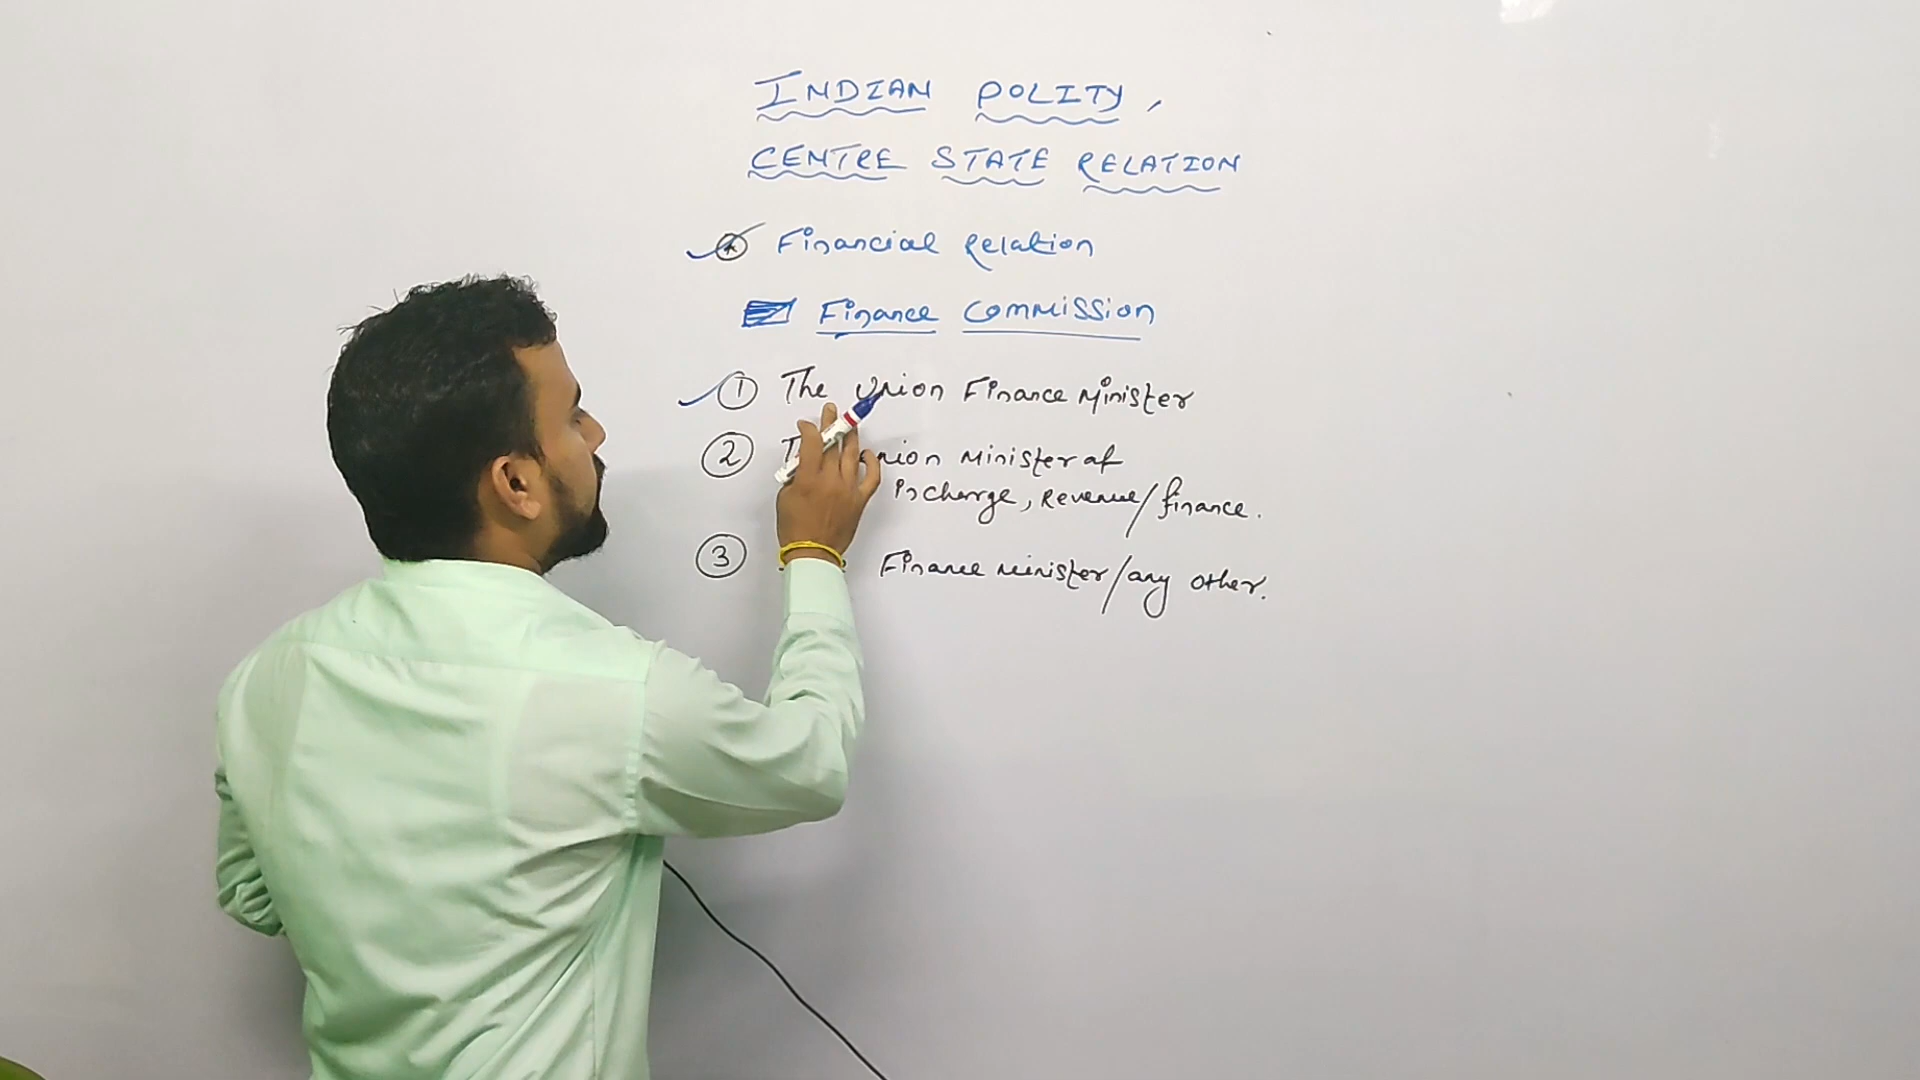 INDIAN POLITY,
CENTRE STATE RELATION
Financial Relation
Finance Commission
① The Union Finance Minister
② Minister of
Incharge, Revenue/finance.
③ Finance minister/any other.